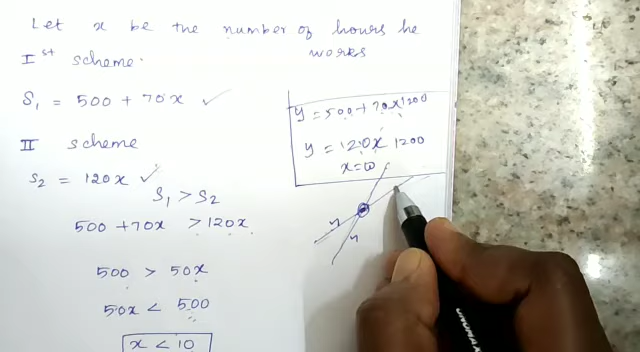 Let x be the number of hours he
works
Ist scheme.
S1 = 500 + 70x ✓
II scheme
S2 = 120x ✓
S1 > S2
500 + 70x > 120x
500 > 50x
50x < 500
x < 10
y = 500 + 70x 1200
y = 120x 1200
x = 10